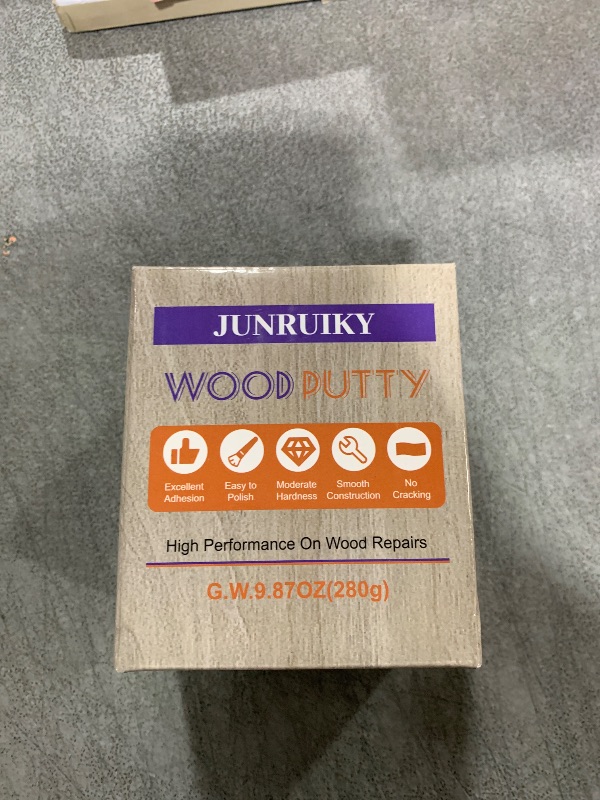 JUNRUIKY
WOOD PUTTY
Excellent Adhesion
Easy to Polish
Moderate Hardness
Smooth Construction
No Cracking
High Performance On Wood Repairs
G.W.9.87OZ(280g)